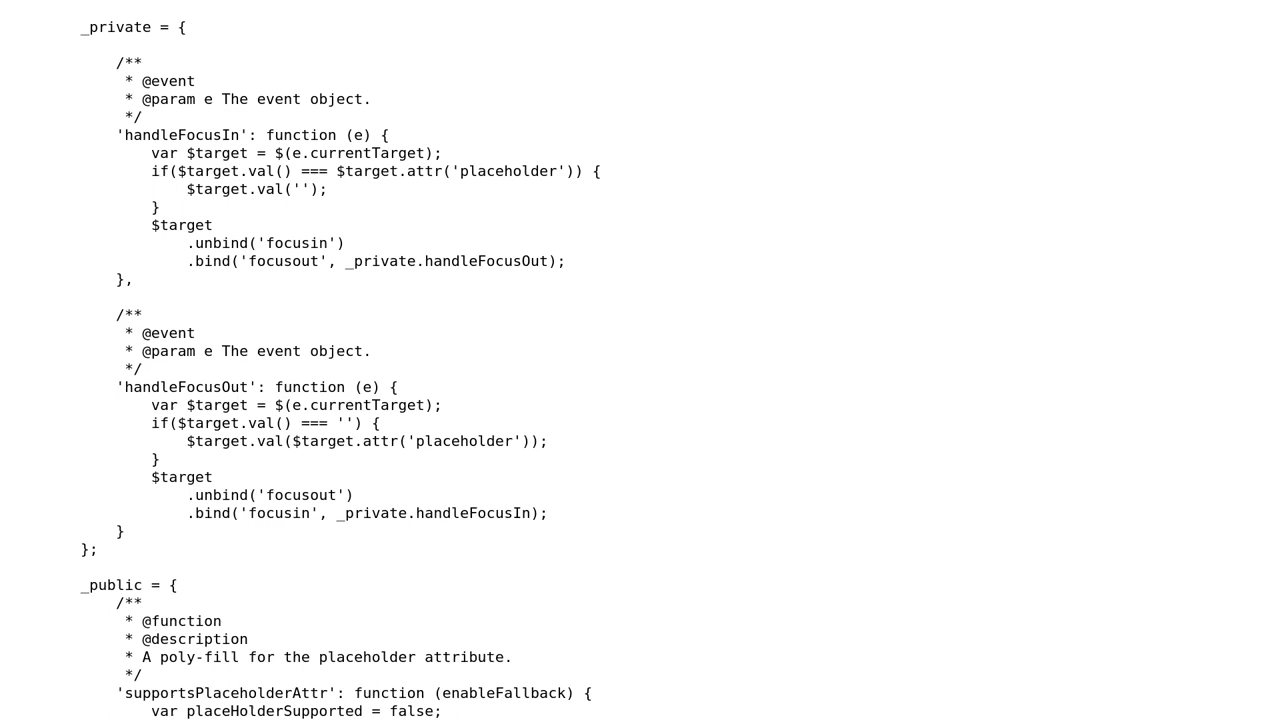 _private = {

    /**
     * @event
     * @param e The event object.
     */
    'handleFocusIn': function (e) {
        var $target = $(e.currentTarget);
        if($target.val() === $target.attr('placeholder')) {
            $target.val('');
        }
        $target
            .unbind('focusin')
            .bind('focusout', _private.handleFocusOut);
    },

    /**
     * @event
     * @param e The event object.
     */
    'handleFocusOut': function (e) {
        var $target = $(e.currentTarget);
        if($target.val() === '') {
            $target.val($target.attr('placeholder'));
        }
        $target
            .unbind('focusout')
            .bind('focusin', _private.handleFocusIn);
    }
};

_public = {
    /**
     * @function
     * @description
     * A poly-fill for the placeholder attribute.
     */
    'supportsPlaceholderAttr': function (enableFallback) {
        var placeHolderSupported = false;